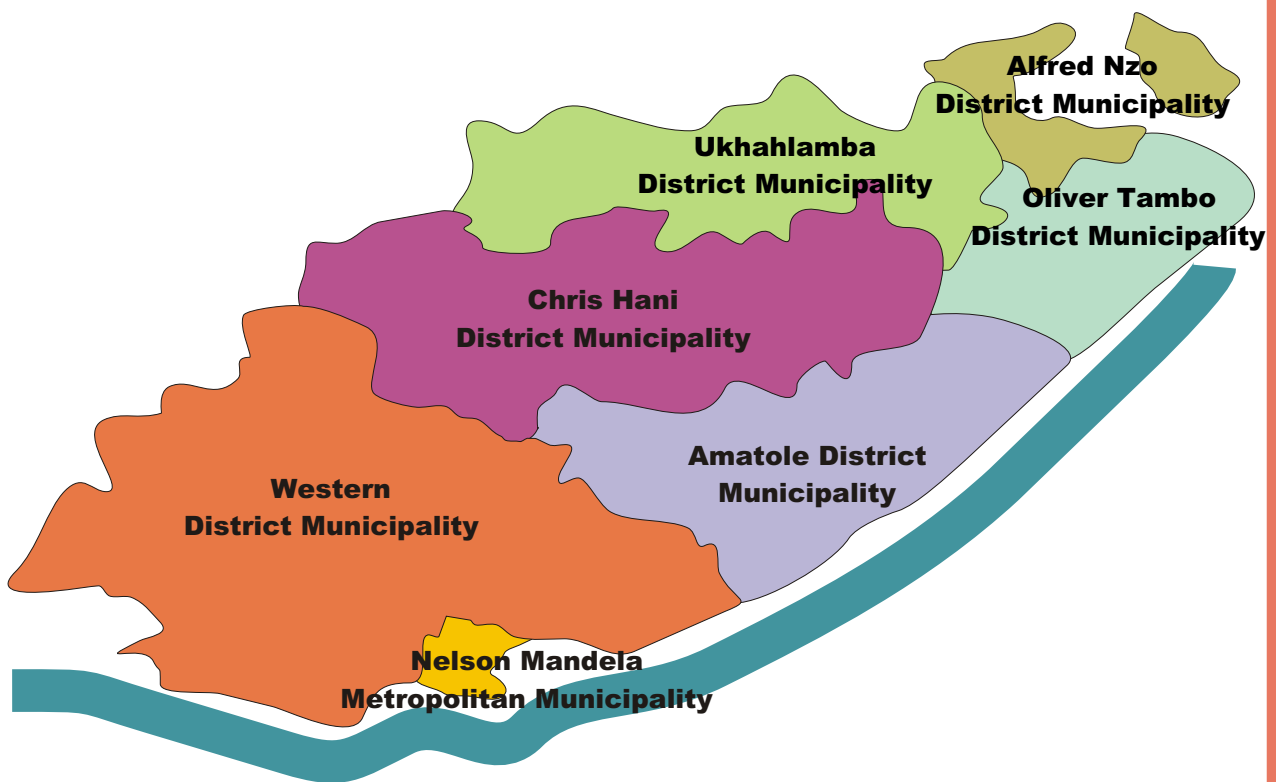 Alfred Nzo
District Municipality
Ukhahlamba
District Municipality
Oliver Tambo
District Municipality
Chris Hani
District Municipality
Amatole District
Municipality
Western
District Municipality
Nelson Mandela
Metropolitan Municipality